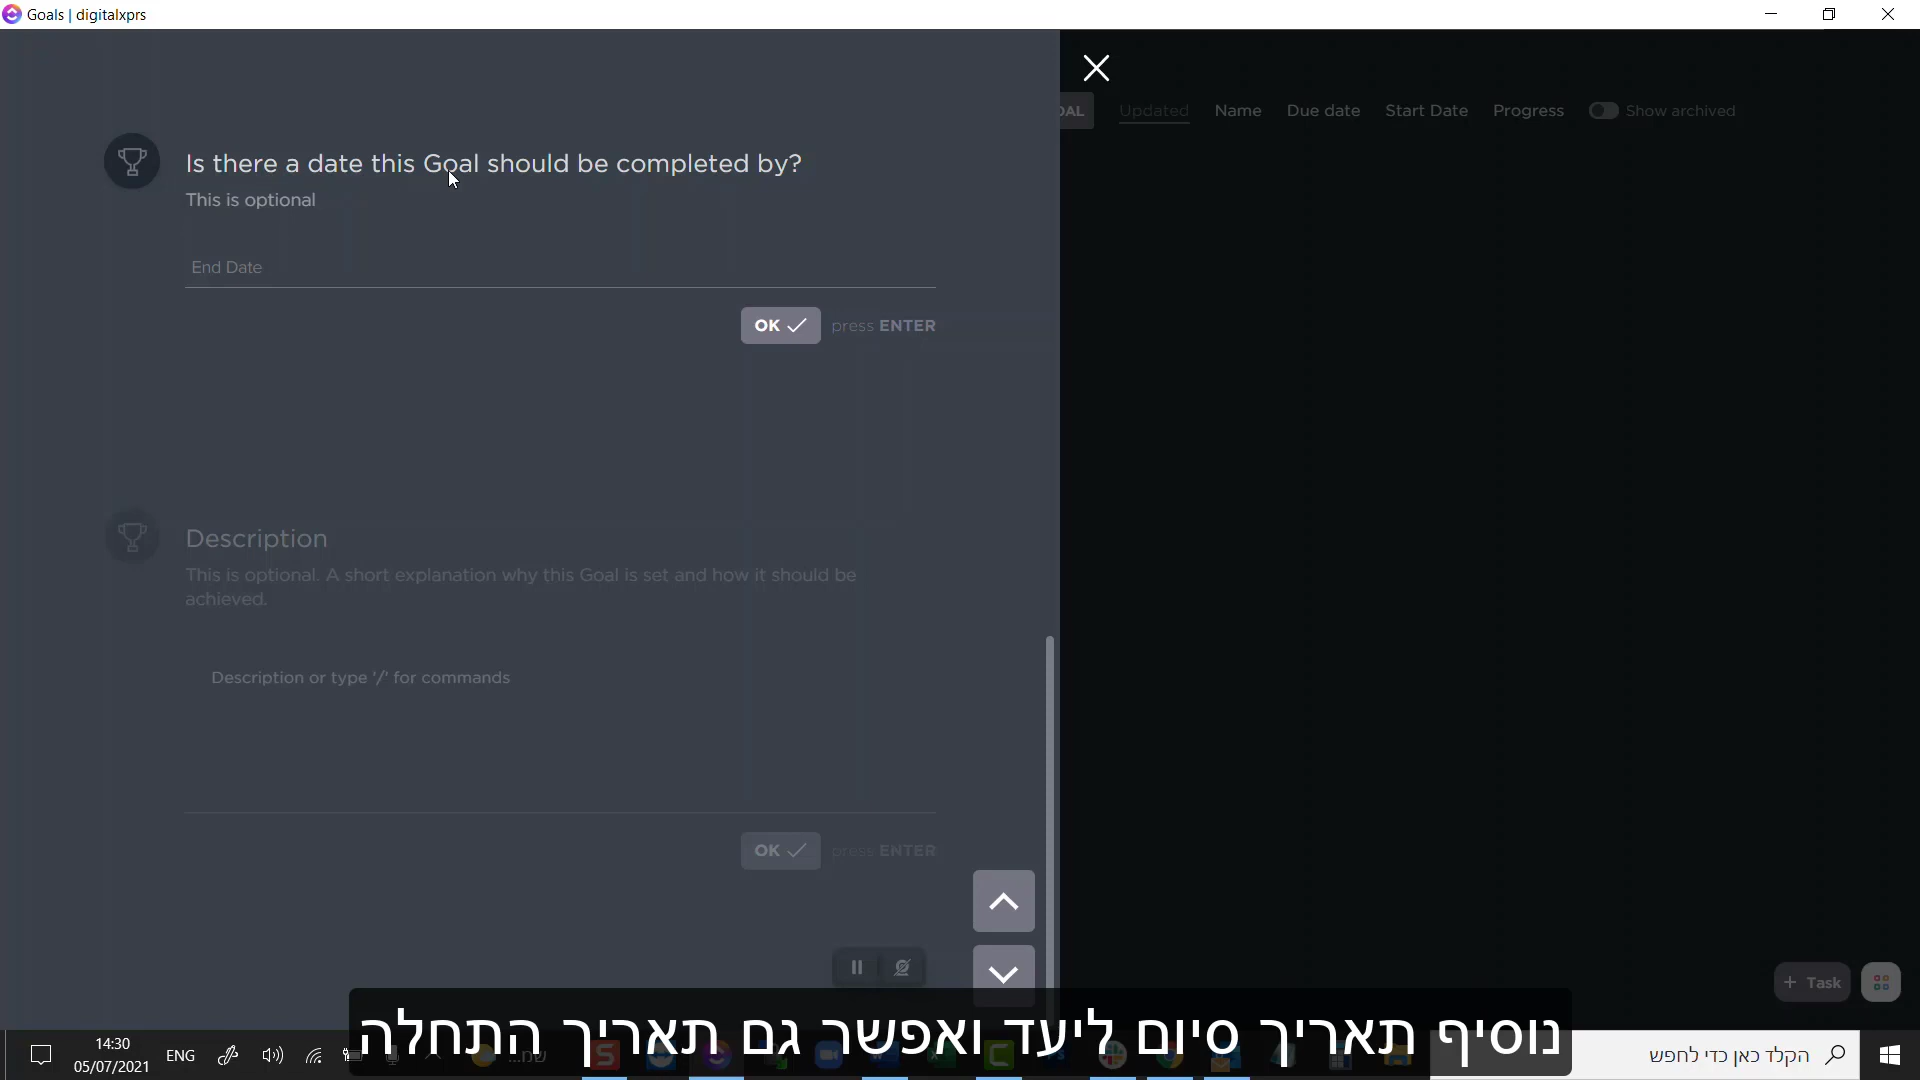 Goals | digitalxprs
OAL Updated Name Due date Start Date Progress Show archived
Is there a date this Goal should be completed by?
This is optional
End Date
OK press ENTER
Description
This is optional. A short explanation why this Goal is set and how it should be
achieved.
Description or type '/' for commands
OK press ENTER
+ Task
נוסיף תאריך סיום ליעד ואפשר גם תאריך התחלה
14:30
05/07/2021
ENG
הקלד כאן כדי לחפש